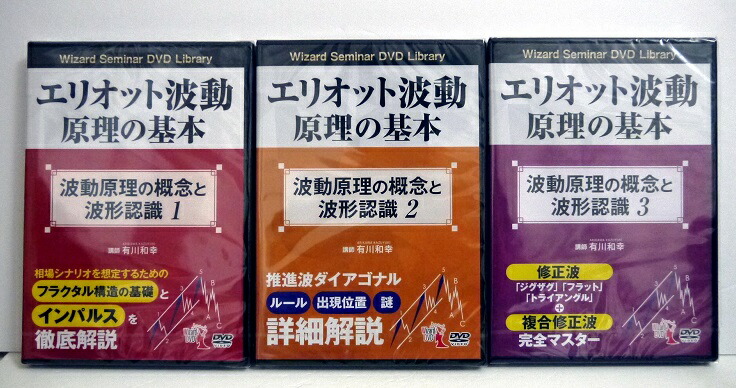 Wizard Seminar DVD Library
エリオット波動
原理の基本
波動原理の概念と
波形認識 1
講師 有川和幸
相場シナリオを想定するための
フラクタル構造の基礎と
インパルスを
徹底解説
DVD
VIDEO
Wizard Seminar DVD Library
エリオット波動
原理の基本
波動原理の概念と
波形認識 2
講師 有川和幸
推進波ダイアゴナル
ルール 出現位置 謎
詳細解説
DVD
VIDEO
Wizard Seminar DVD Library
エリオット波動
原理の基本
波動原理の概念と
波形認識 3
講師 有川和幸
修正波
「ジグザグ」「フラット」
「トライアングル」
+
複合修正波
完全マスター
DVD
VIDEO